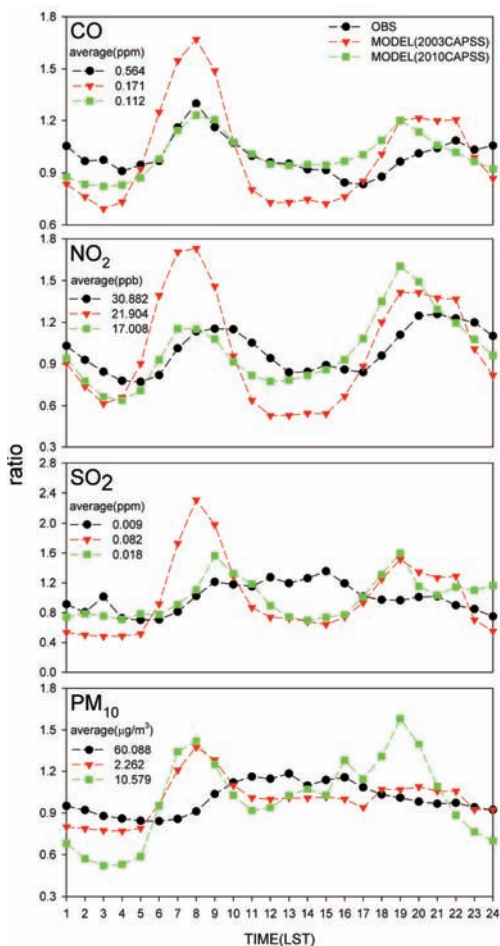 CO
OBS
MODEL(2003CAPSS)
MODEL(2010CAPSS)
average(ppm)
0.564
0.171
0.112
1.8
1.5
1.2
0.9
0.6
NO2
average(ppb)
30.882
21.904
17.008
1.8
1.5
1.2
0.9
0.6
0.3
ratio
SO2
average(ppm)
0.009
0.082
0.018
2.8
2.4
2.0
1.6
1.2
0.8
0.4
0.0
PM10
average(μg/m³)
60.088
2.262
10.579
1.8
1.5
1.2
0.9
0.6
0.3
1 2 3 4 5 6 7 8 9 10 11 12 13 14 15 16 17 18 19 20 21 22 23 24
TIME(LST)